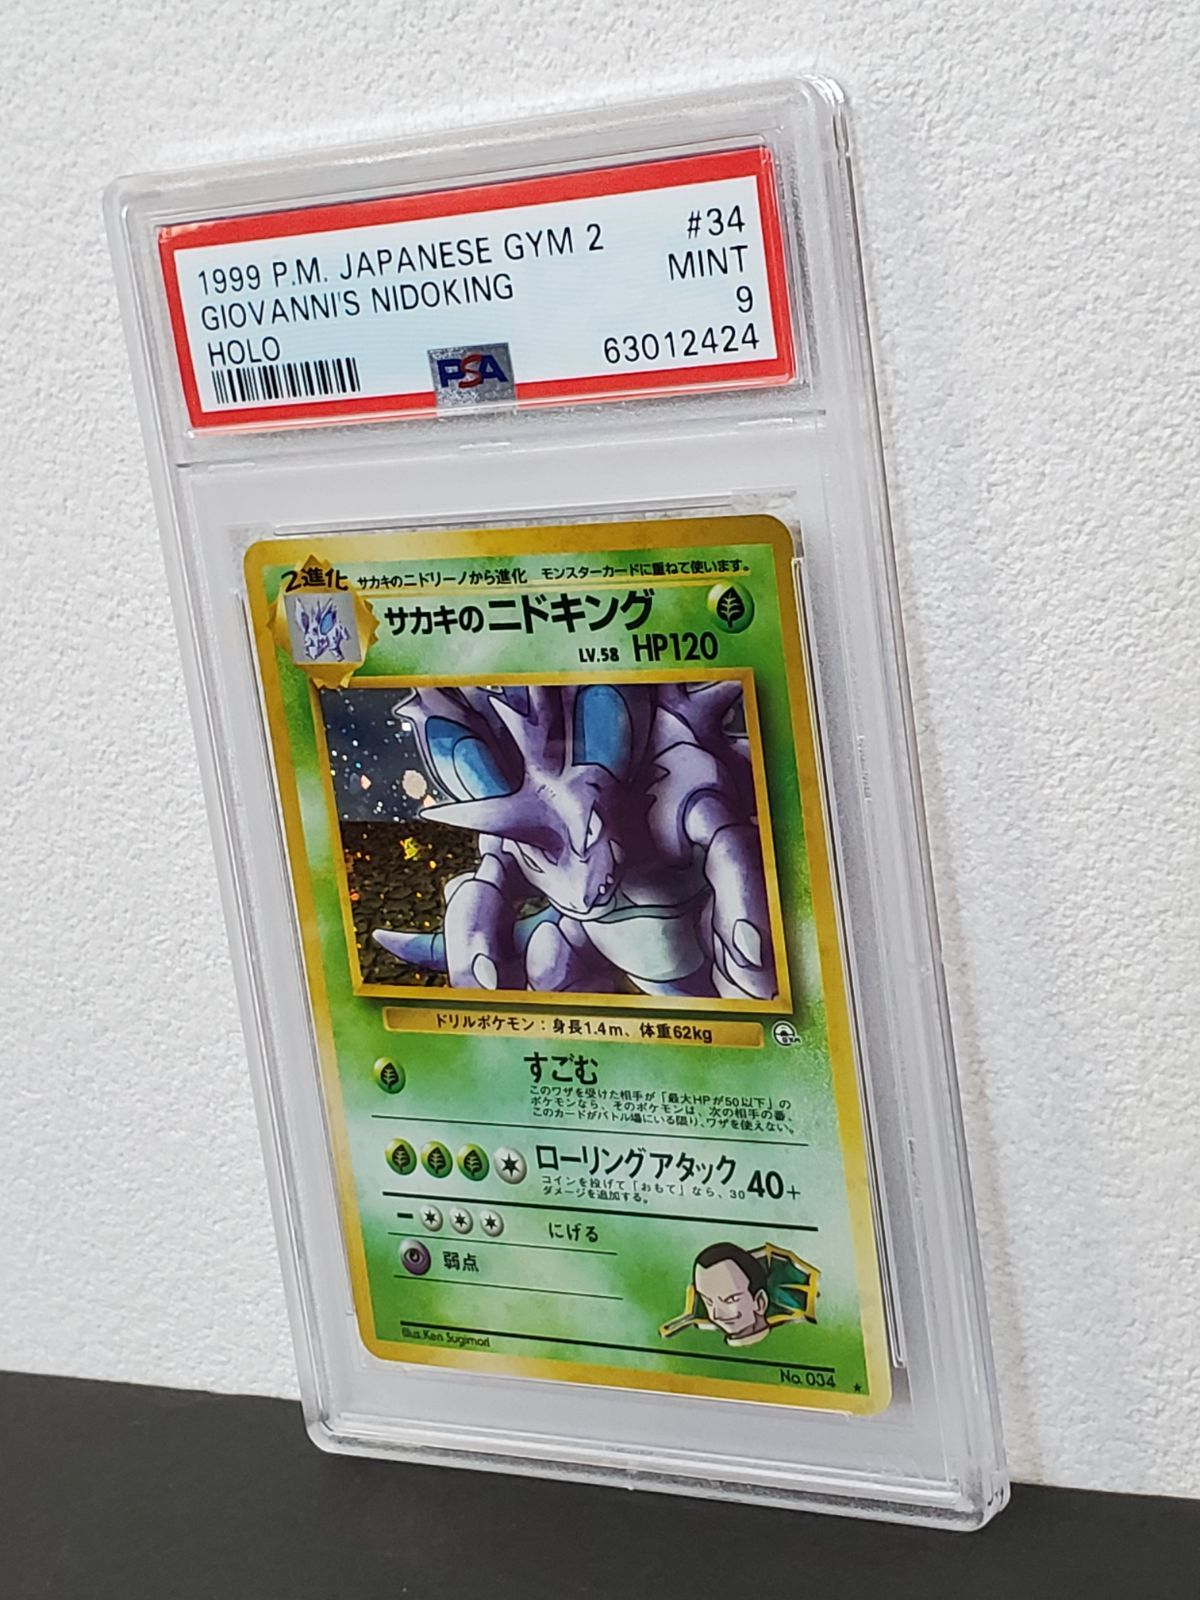 1999 P.M. JAPANESE GYM 2 #34
GIOVANNI'S NIDOKING MINT
HOLO 9
PSA 63012424
2進化 サカキのニドリーノから進化 モンスターカードに重ねて使います。
サカキのニドキング
LV.58 HP120
ドリルポケモン:身長1.4m、体重62kg
GYM
すごむ
このワザを受けた相手が「最大HPが50以下」の
ポケモンなら、そのポケモンは、次の相手の番、
このカードがバトル場にいる限り、ワザを使えない。
ローリングアタック 40+
コインを投げて「おもて」なら、30
ダメージを追加する。
− にげる
弱点
Illus.Ken Sugimori
No.034 ★